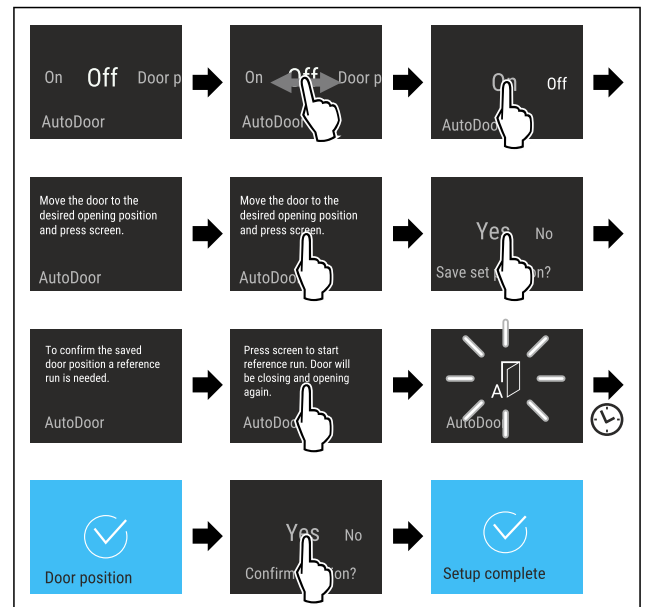 On Off Door p
AutoDoor
On Off Door p
AutoDoor
On Off
AutoDoo
Move the door to the
desired opening position
and press screen.
AutoDoor
Move the door to the
desired opening position
and press screen.
AutoDoo
Yes No
Save set p on?
To confirm the saved
door position a reference
run is needed.
AutoDoor
Press screen to start
reference run. Door will
be closing and opening
again.
AutoDoo
A
AutoDoo
Door position
Yes No
Confirm on?
Setup complete